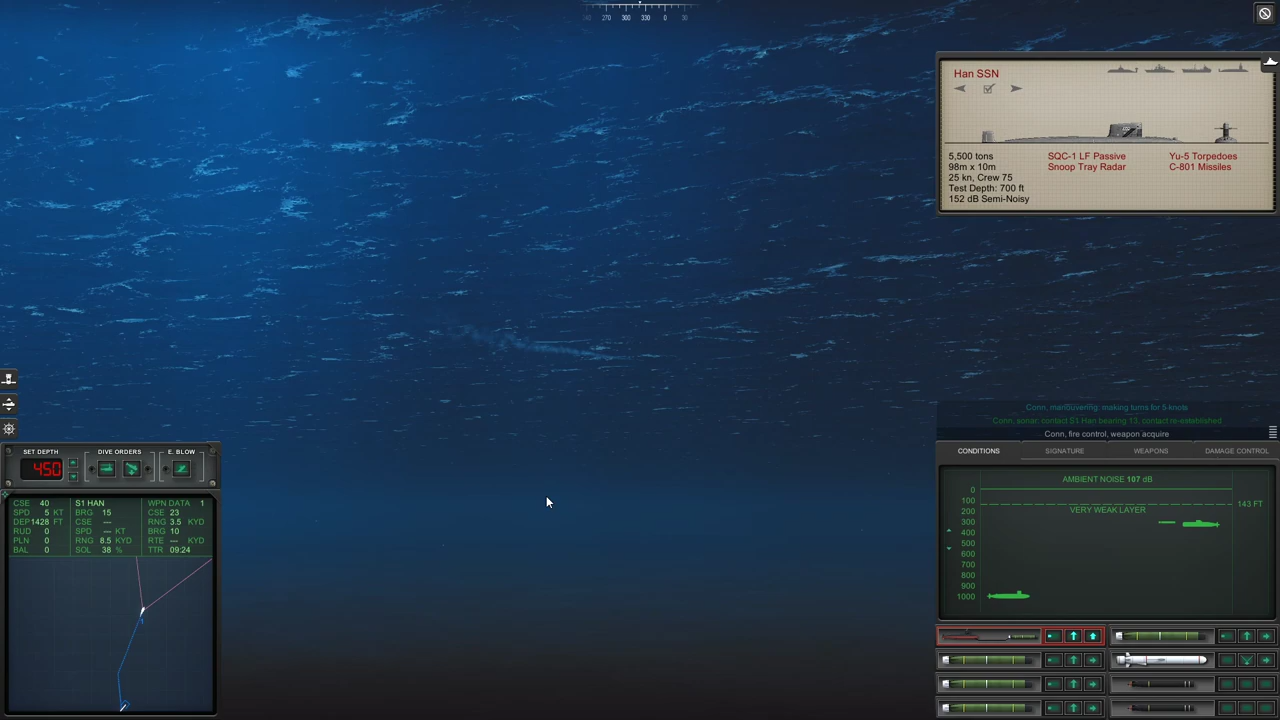 240 270 300 330 0 30
Han SSN
5,500 tons
98m x 10m
25 kn, Crew 75
Test Depth: 700 ft
152 dB Semi-Noisy
SQC-1 LF Passive
Snoop Tray Radar
Yu-5 Torpedoes
C-801 Missiles
Conn, maneuvering: making turns for 5-knots
Conn, sonar: contact S1 Han bearing 13, contact re-established
Conn, fire control, weapon acquire
SET DEPTH DIVE ORDERS E. BLOW
450
CSE 40
SPD 5 KT
DEP 1428 FT
RUD 0
PLN 0
BAL 0
S1 HAN
BRG 15
CSE ---
SPD --- KT
RNG 8.5 KYD
SOL 38 %
WPN DATA 1
CSE 23
RNG 3.5 KYD
BRG 10
RTE --- KYD
TTR 09:24
1
CONDITIONS SIGNATURE WEAPONS DAMAGE CONTROL
AMBIENT NOISE 107 dB
0
100
143 FT
VERY WEAK LAYER
200
300
400
500
600
700
800
900
1000